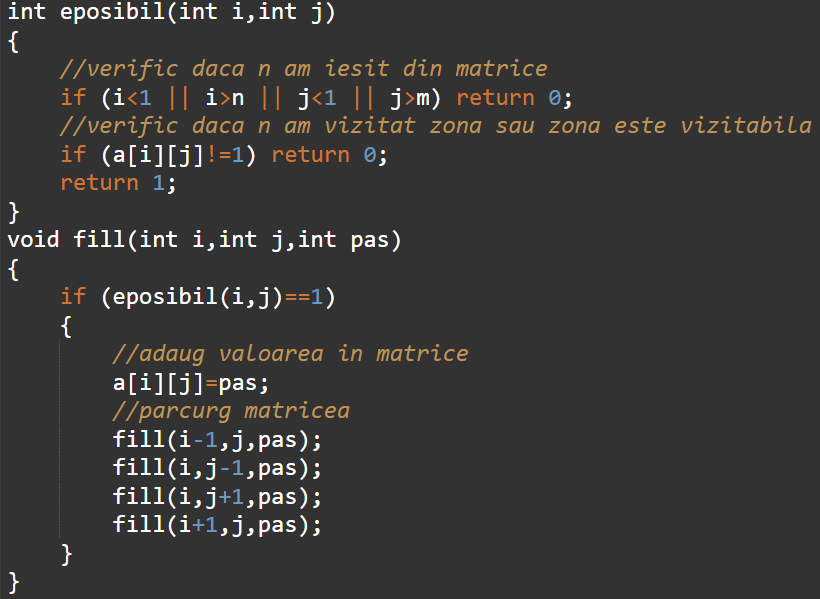 int eposibil(int i,int j)
{
    //verific daca n am iesit din matrice
    if (i<1 || i>n || j<1 || j>m) return 0;
    //verific daca n am vizitat zona sau zona este vizitabila
    if (a[i][j]!=1) return 0;
    return 1;
}
void fill(int i,int j,int pas)
{
    if (eposibil(i,j)==1)
    {
        //adaug valoarea in matrice
        a[i][j]=pas;
        //parcurg matricea
        fill(i-1,j,pas);
        fill(i,j-1,pas);
        fill(i,j+1,pas);
        fill(i+1,j,pas);
    }
}